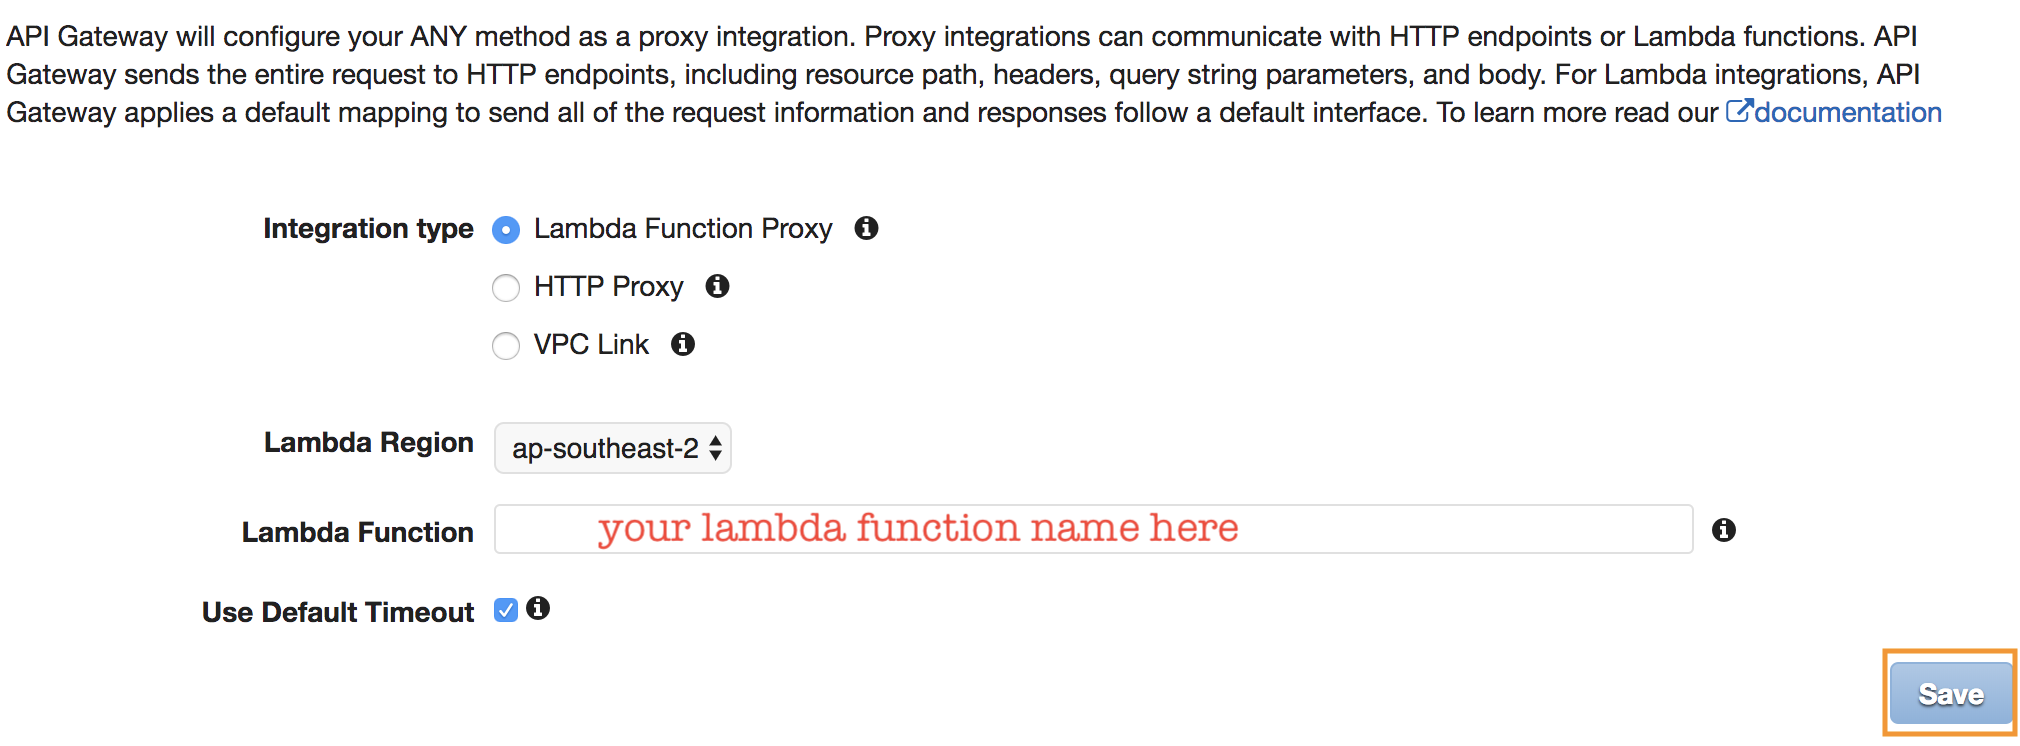 API Gateway will configure your ANY method as a proxy integration. Proxy integrations can communicate with HTTP endpoints or Lambda functions. API
Gateway sends the entire request to HTTP endpoints, including resource path, headers, query string parameters, and body. For Lambda integrations, API
Gateway applies a default mapping to send all of the request information and responses follow a default interface. To learn more read our documentation
Integration type Lambda Function Proxy
HTTP Proxy
VPC Link
Lambda Region ap-southeast-2
Lambda Function your lambda function name here
Use Default Timeout
Save